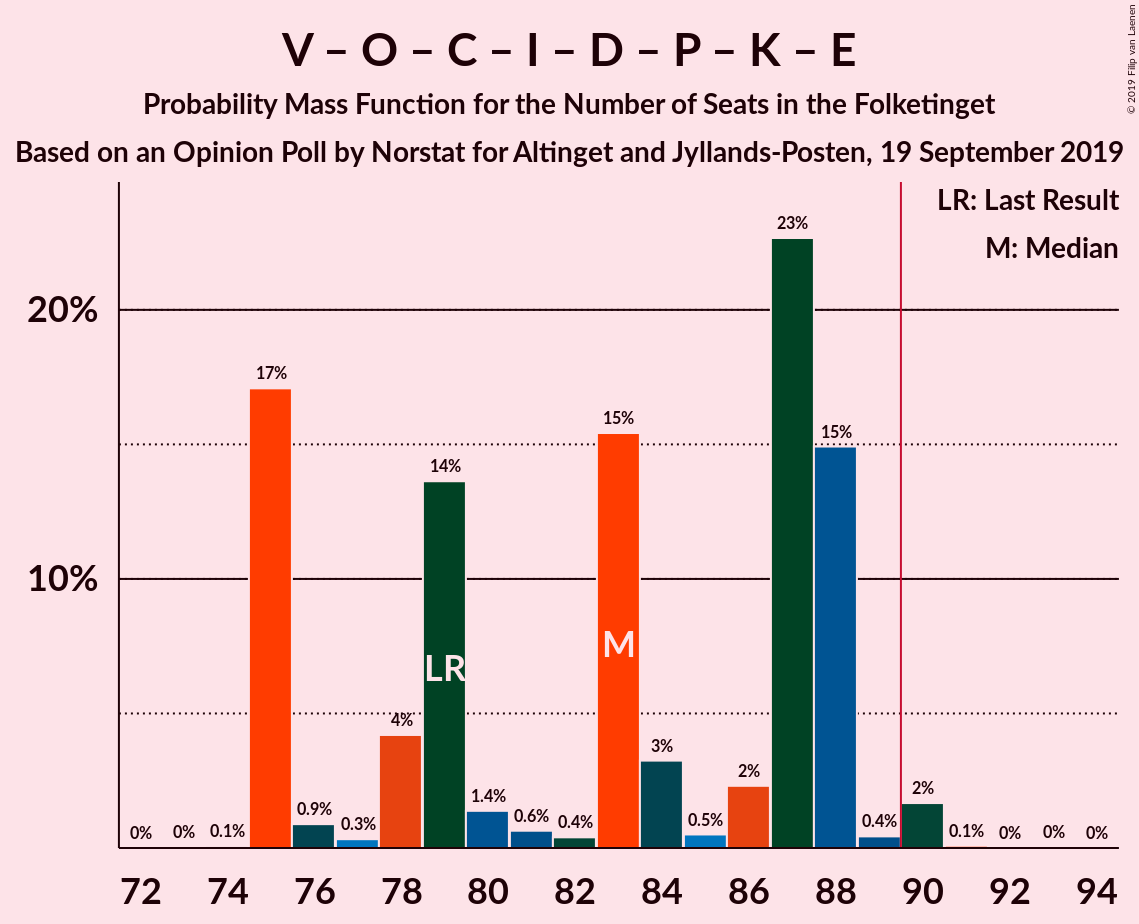 V – O – C – I – D – P – K – E
Probability Mass Function for the Number of Seats in the Folketinget
Based on an Opinion Poll by Norstat for Altinget and Jyllands-Posten, 19 September 2019
© 2019 Filip van Laenen
LR: Last Result
M: Median
20%
10%
0%
0%
0.1%
17%
0.9%
0.3%
4%
14%
1.4%
0.6%
0.4%
15%
3%
0.5%
2%
23%
15%
0.4%
2%
0.1%
0%
0%
0%
LR
M
72 74 76 78 80 82 84 86 88 90 92 94